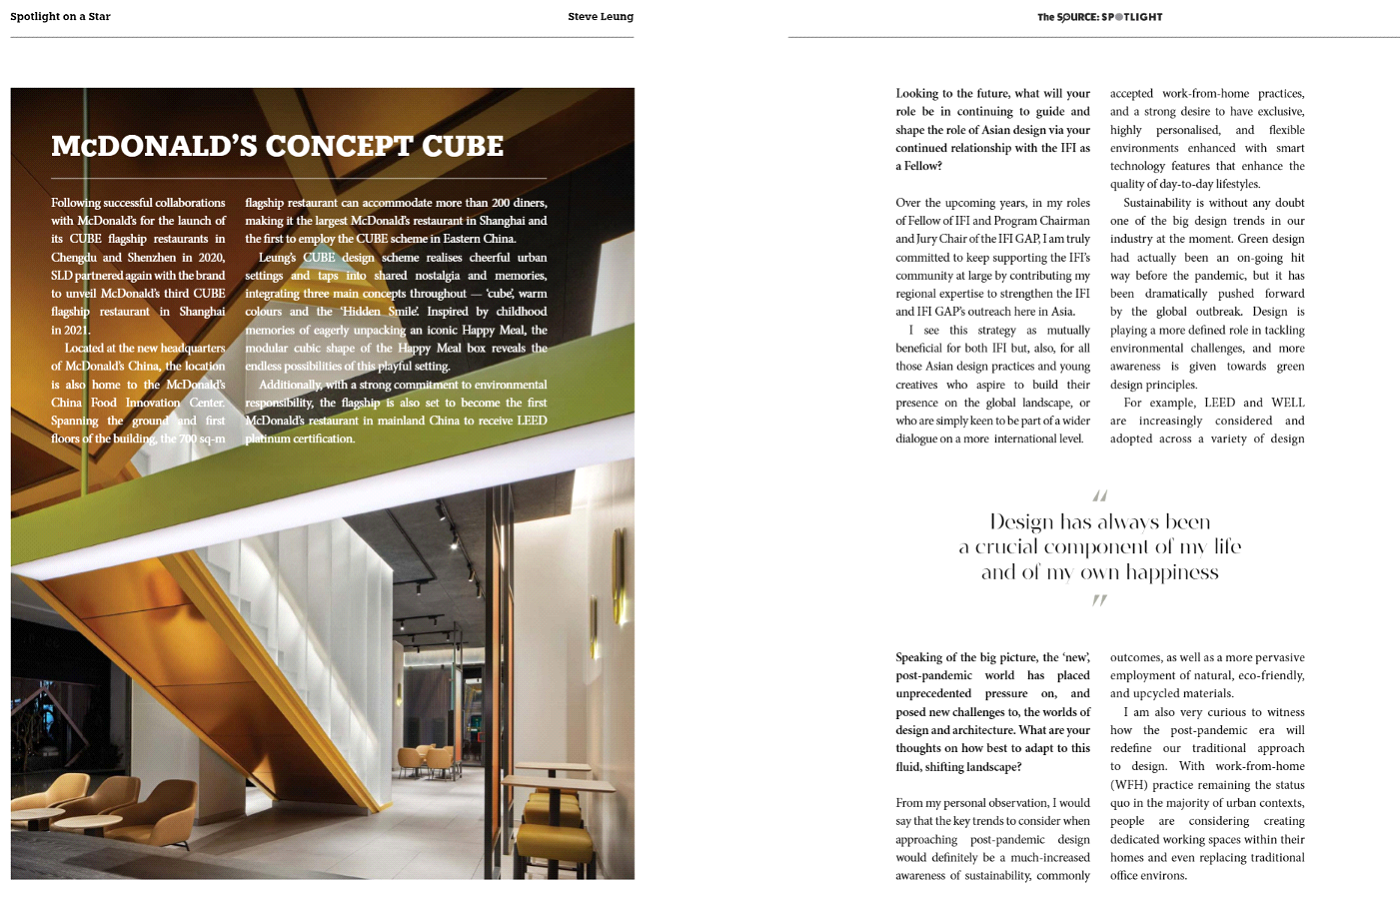 Spotlight on a Star
Steve Leung
The SOURCE: SPOTLIGHT
McDONALD'S CONCEPT CUBE
Following successful collaborations
with McDonald's for the launch of
its CUBE flagship restaurants in
Chengdu and Shenzhen in 2020,
SLD partnered again with the brand
to unveil McDonald's third CUBE
flagship restaurant in Shanghai
in 2021.
Located at the new headquarters
of McDonald's China, the location
is also home to the McDonald's
China Food Innovation Center.
Spanning the ground and first
floors of the building, the 700 sq-m
flagship restaurant can accommodate more than 200 diners,
making it the largest McDonald's restaurant in Shanghai and
the first to employ the CUBE scheme in Eastern China.
Leung's CUBE design scheme realises cheerful urban
settings and taps into shared nostalgia and memories,
integrating three main concepts throughout — 'cube', warm
colours and the 'Hidden Smile'. Inspired by childhood
memories of eagerly unpacking an iconic Happy Meal, the
modular cubic shape of the Happy Meal box reveals the
endless possibilities of this playful setting.
Additionally, with a strong commitment to environmental
responsibility, the flagship is also set to become the first
McDonald's restaurant in mainland China to receive LEED
platinum certification.
Looking to the future, what will your
role be in continuing to guide and
shape the role of Asian design via your
continued relationship with the IFI as
a Fellow?
Over the upcoming years, in my roles
of Fellow of IFI and Program Chairman
and Jury Chair of the IFI GAP, I am truly
committed to keep supporting the IFI's
community at large by contributing my
regional expertise to strengthen the IFI
and IFI GAP's outreach here in Asia.
I see this strategy as mutually
beneficial for both IFI but, also, for all
those Asian design practices and young
creatives who aspire to build their
presence on the global landscape, or
who are simply keen to be part of a wider
dialogue on a more international level.
accepted work-from-home practices,
and a strong desire to have exclusive,
highly personalised, and flexible
environments enhanced with smart
technology features that enhance the
quality of day-to-day lifestyles.
Sustainability is without any doubt
one of the big design trends in our
industry at the moment. Green design
had actually been an on-going hit
way before the pandemic, but it has
been dramatically pushed forward
by the global outbreak. Design is
playing a more defined role in tackling
environmental challenges, and more
awareness is given towards green
design principles.
For example, LEED and WELL
are increasingly considered and
adopted across a variety of design
"
Design has always been
a crucial component of my life
and of my own happiness
"
Speaking of the big picture, the 'new',
post-pandemic world has placed
unprecedented pressure on, and
posed new challenges to, the worlds of
design and architecture. What are your
thoughts on how best to adapt to this
fluid, shifting landscape?
From my personal observation, I would
say that the key trends to consider when
approaching post-pandemic design
would definitely be a much-increased
awareness of sustainability, commonly
outcomes, as well as a more pervasive
employment of natural, eco-friendly,
and upcycled materials.
I am also very curious to witness
how the post-pandemic era will
redefine our traditional approach
to design. With work-from-home
(WFH) practice remaining the status
quo in the majority of urban contexts,
people are considering creating
dedicated working spaces within their
homes and even replacing traditional
office environs.